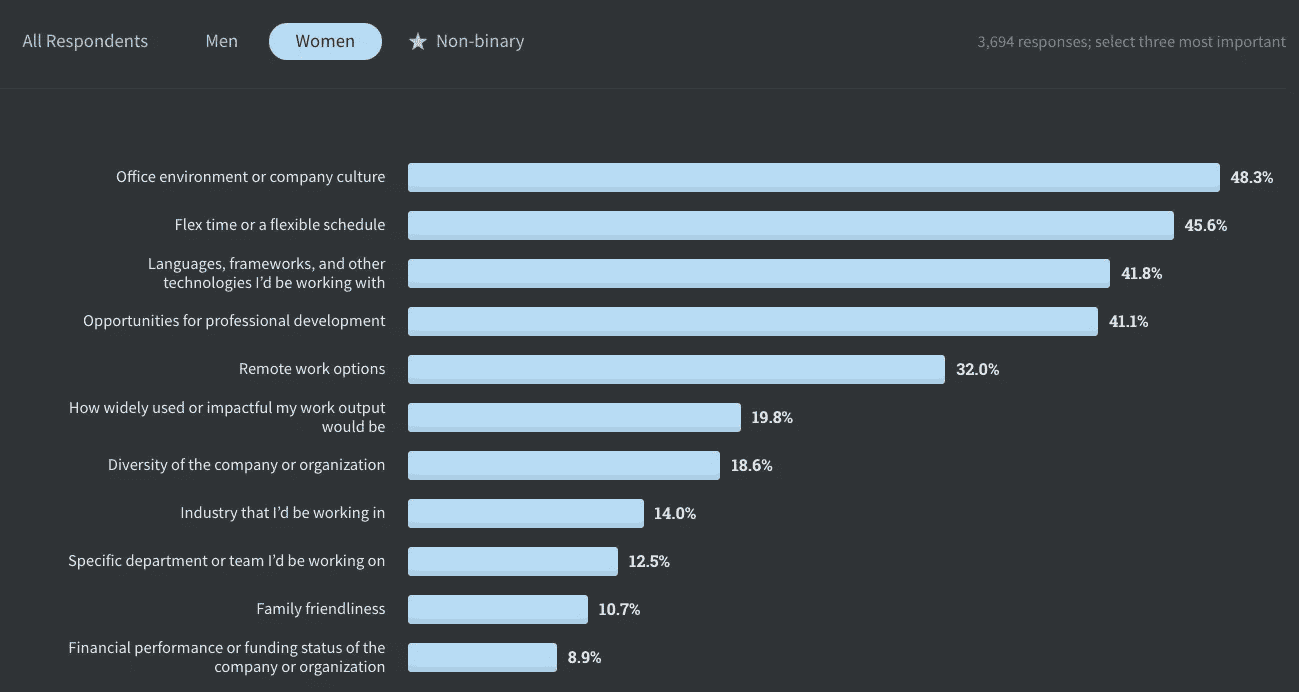 All Respondents Men Women Non-binary 3,694 responses; select three most important
Office environment or company culture 48.3%
Flex time or a flexible schedule 45.6%
Languages, frameworks, and other
technologies I’d be working with 41.8%
Opportunities for professional development 41.1%
Remote work options 32.0%
How widely used or impactful my work output
would be 19.8%
Diversity of the company or organization 18.6%
Industry that I’d be working in 14.0%
Specific department or team I’d be working on 12.5%
Family friendliness 10.7%
Financial performance or funding status of the
company or organization 8.9%